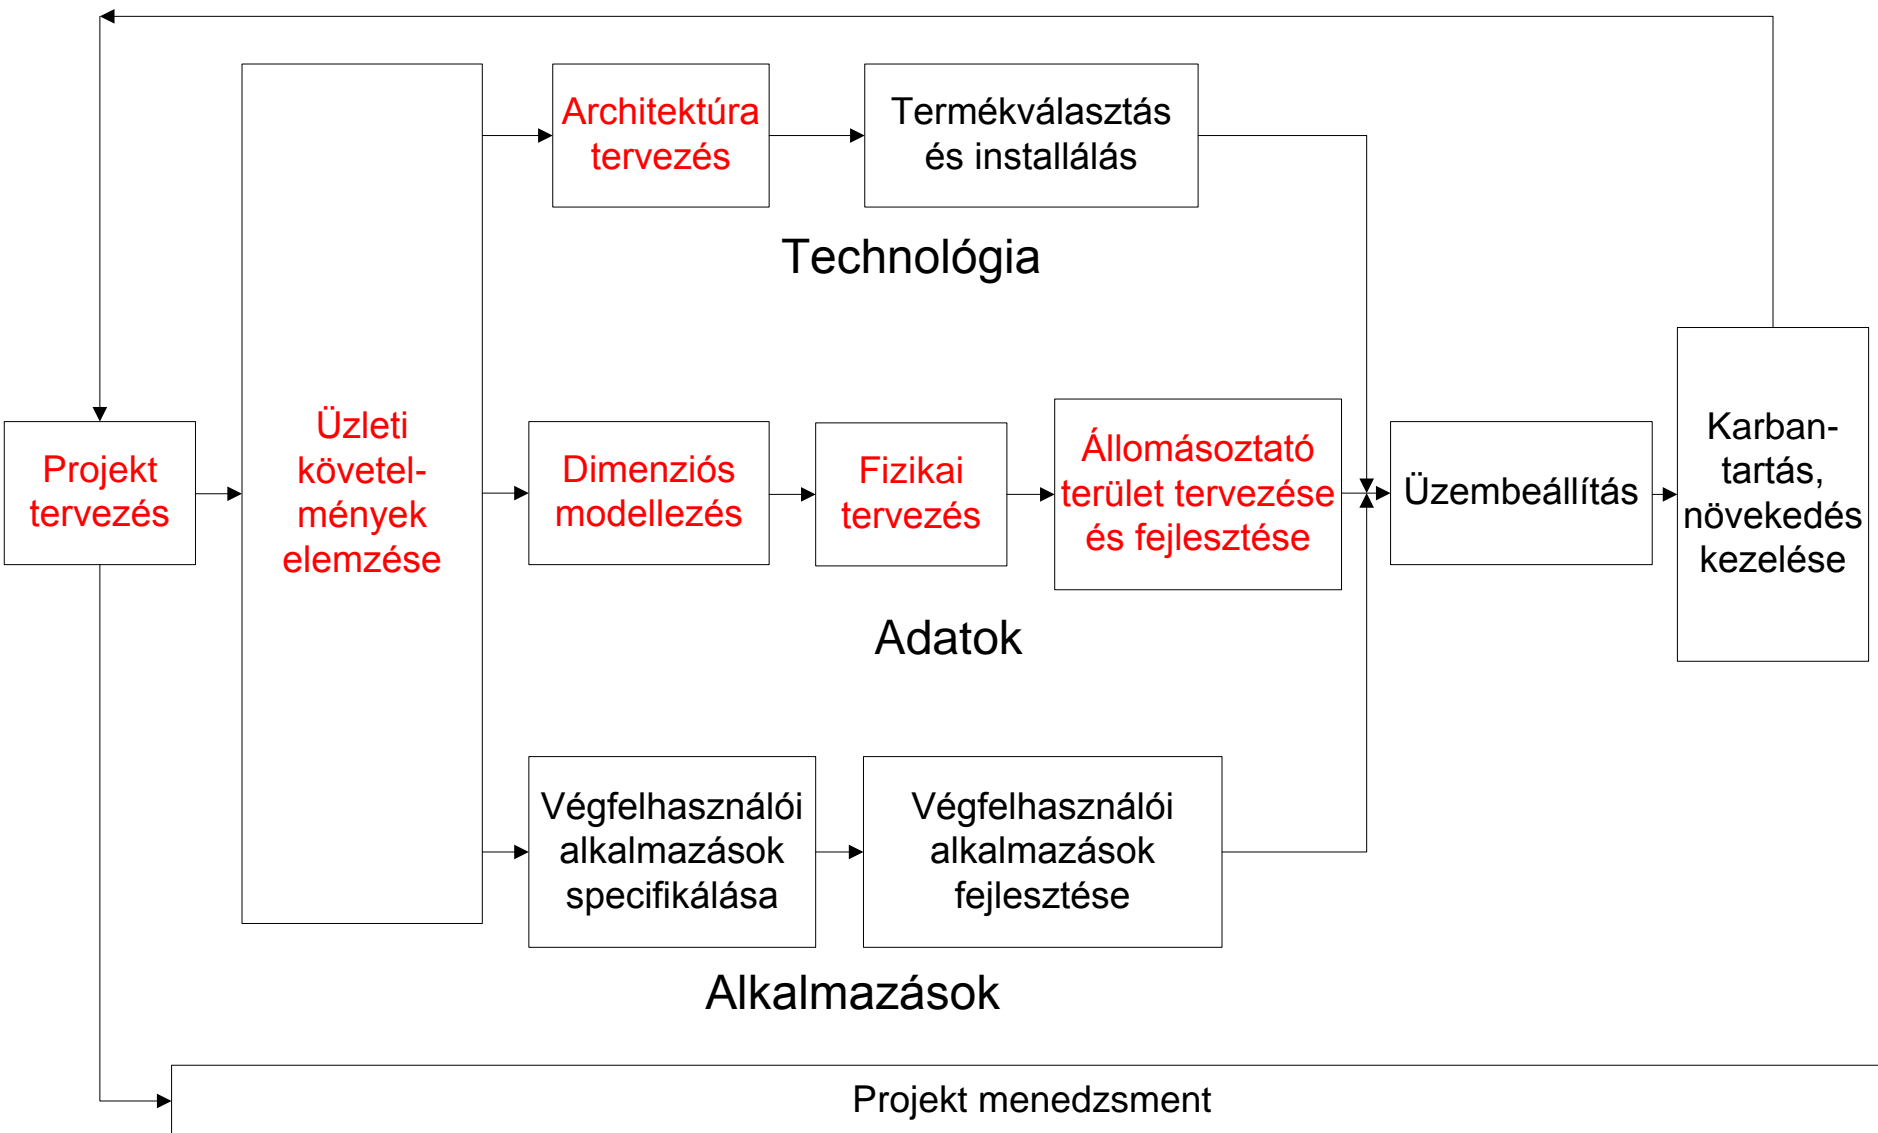 Architektúra
tervezés
Termékválasztás
és installálás
Technológia
Projekt
tervezés
Üzleti
követel-
mények
elemzése
Dimenziós
modellezés
Fizikai
tervezés
Állomásoztató
terület tervezése
és fejlesztése
Üzembeállítás
Karban-
tartás,
növekedés
kezelése
Adatok
Végfelhasználói
alkalmazások
specifikálása
Végfelhasználói
alkalmazások
fejlesztése
Alkalmazások
Projekt menedzsment